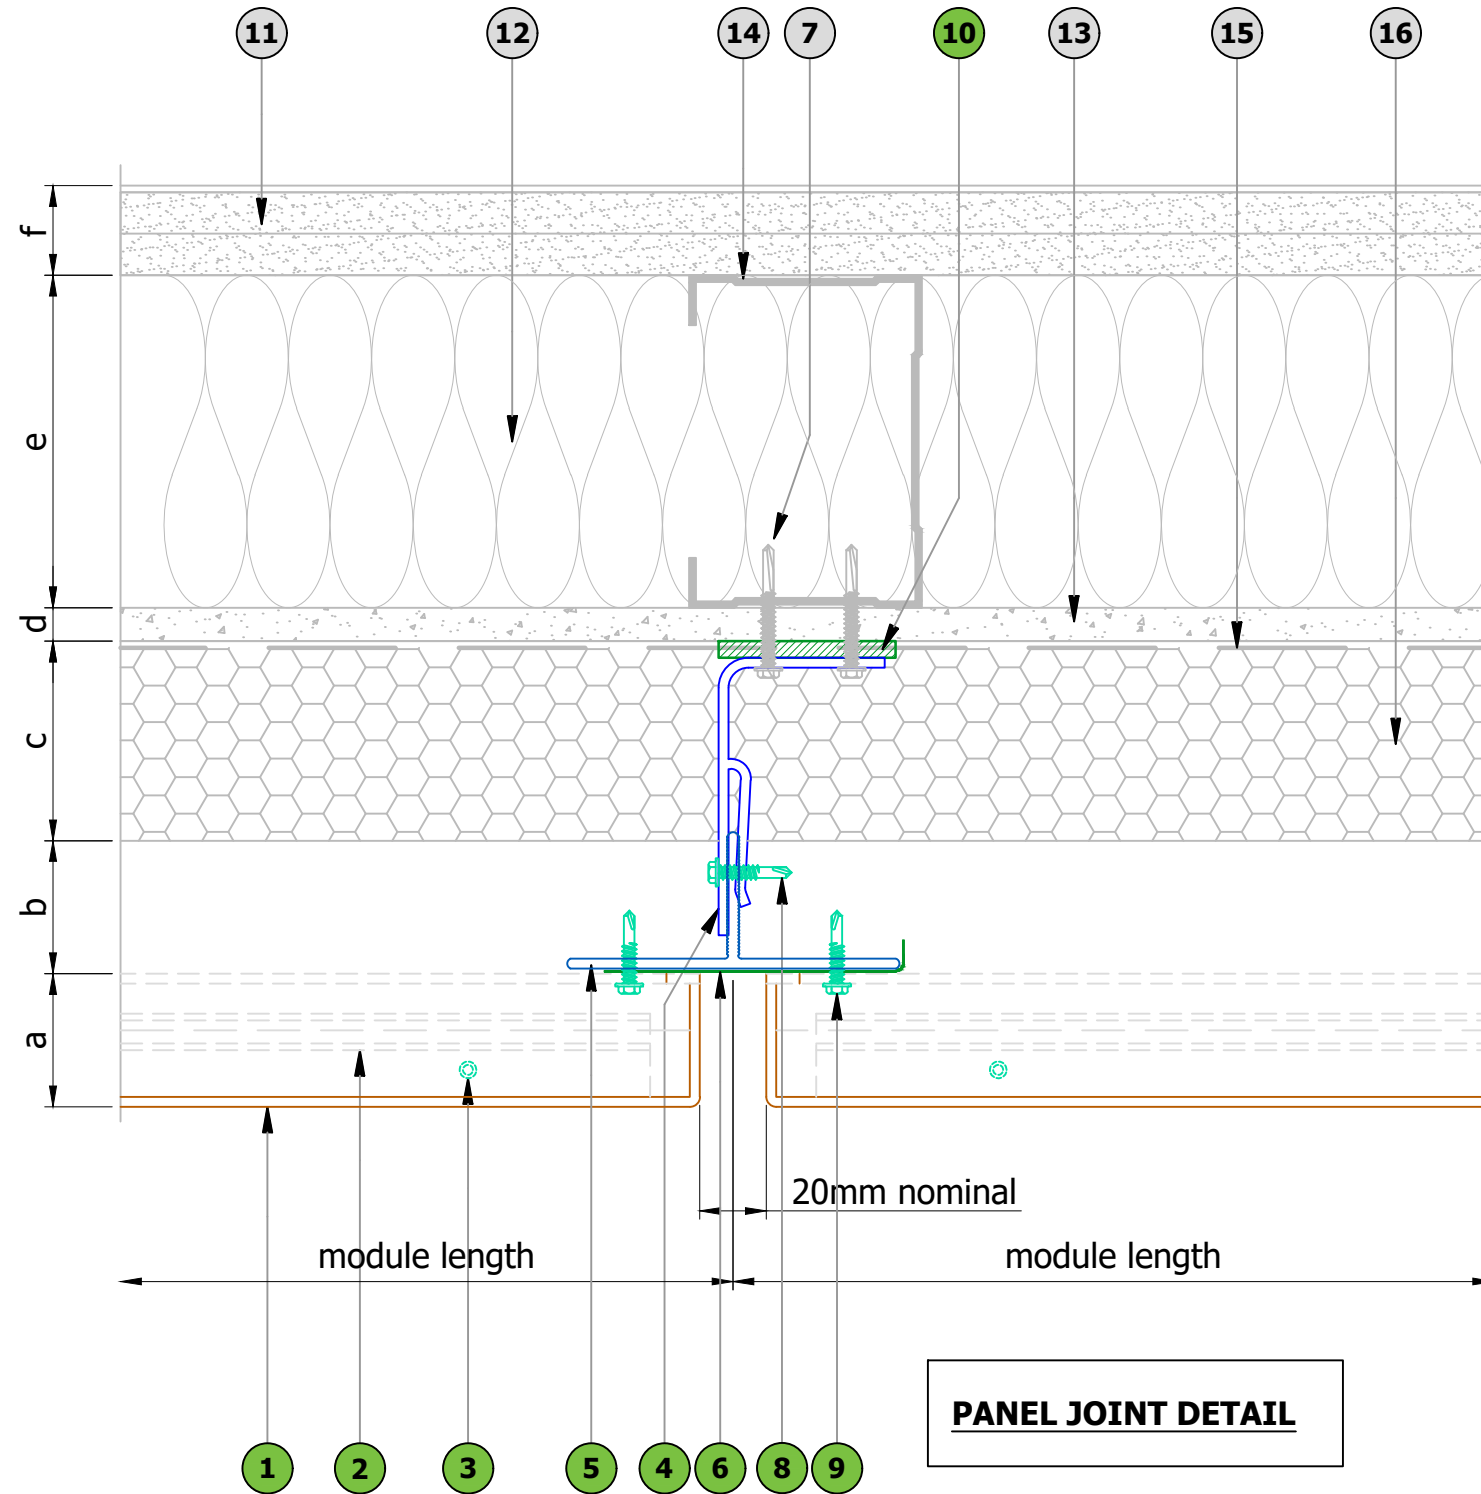 11 12 14 7 10 13 15 16
f
e
d
c
b
a
20mm nominal
module length module length
PANEL JOINT DETAIL
1 2 3 5 4 6 8 9